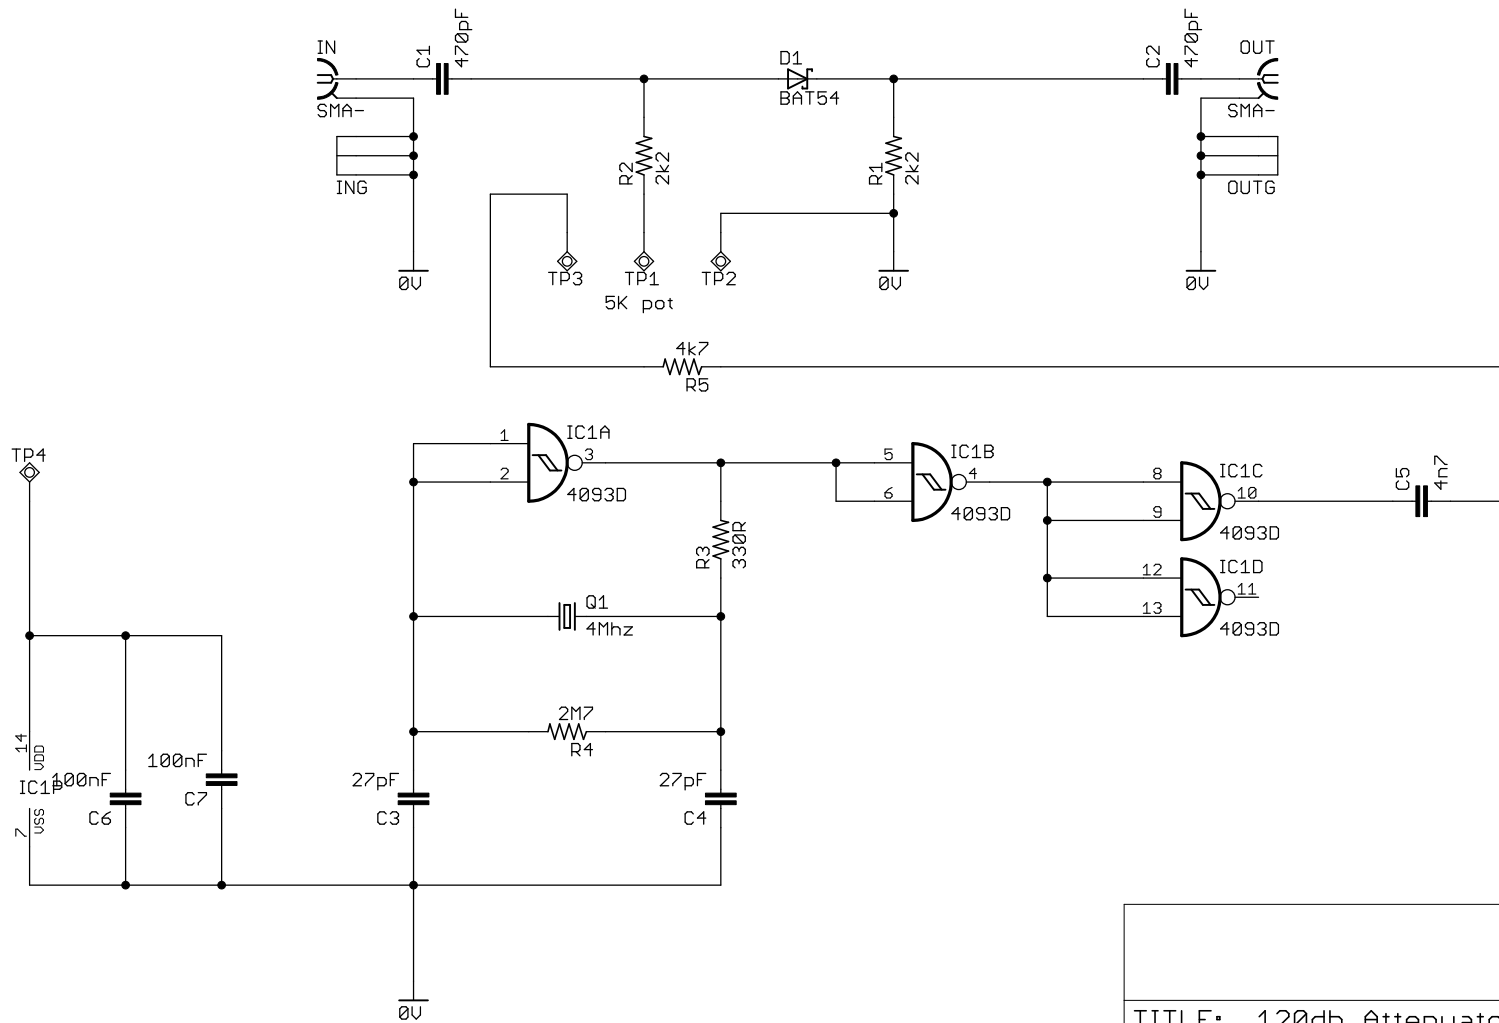 IN
C1
470pF
D1
BAT54
C2
470pF
OUT
SMA-
SMA-
ING
R2
2k2
R1
2k2
OUTG
0V
TP3
TP1
TP2
5K pot
0V
0V
4k7
R5
TP4
1
2
IC1A
3
4093D
5
6
IC1B
4
4093D
8
9
IC1C
10
4093D
C5
4n7
R3
330R
12
13
IC1D
11
4093D
Q1
4Mhz
2M7
R4
14
VDD
IC1P
7
VSS
100nF
C6
100nF
C7
27pF
C3
27pF
C4
0V
TITLE: 120db